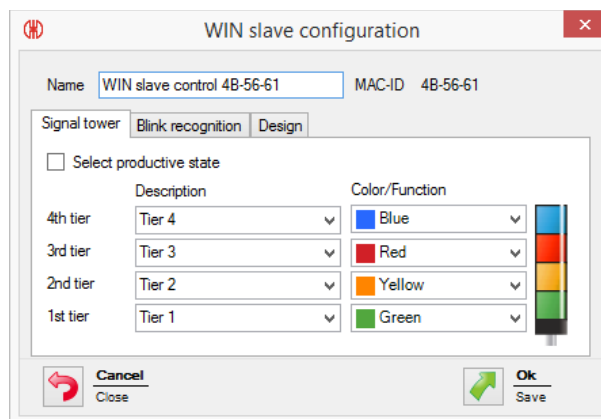 WIN slave configuration
Name WIN slave control 4B-56-61 MAC-ID 4B-56-61
Signal tower Blink recognition Design
Select productive state
Description Color/Function
4th tier Tier 4 Blue
3rd tier Tier 3 Red
2nd tier Tier 2 Yellow
1st tier Tier 1 Green
Cancel Ok
Close Save